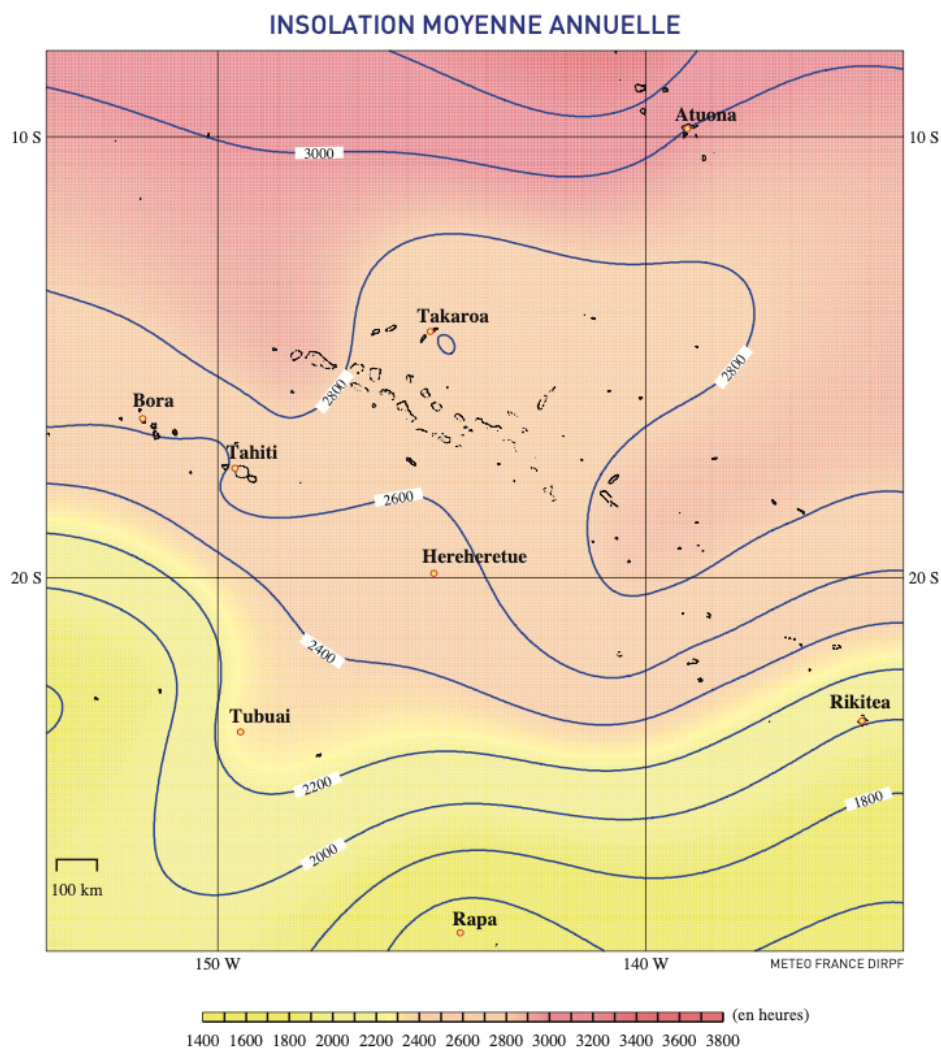 INSOLATION MOYENNE ANNUELLE
Atuona
10 S
10 S
3000
Takaroa
2800
2800
Bora
Tahiti
2600
Hereheretue
20 S
20 S
2400
Rikitea
Tubuai
2200
1800
2000
100 km
Rapa
150 W
140 W
METEO FRANCE DIRPF
(en heures)
1400 1600 1800 2000 2200 2400 2600 2800 3000 3200 3400 3600 3800